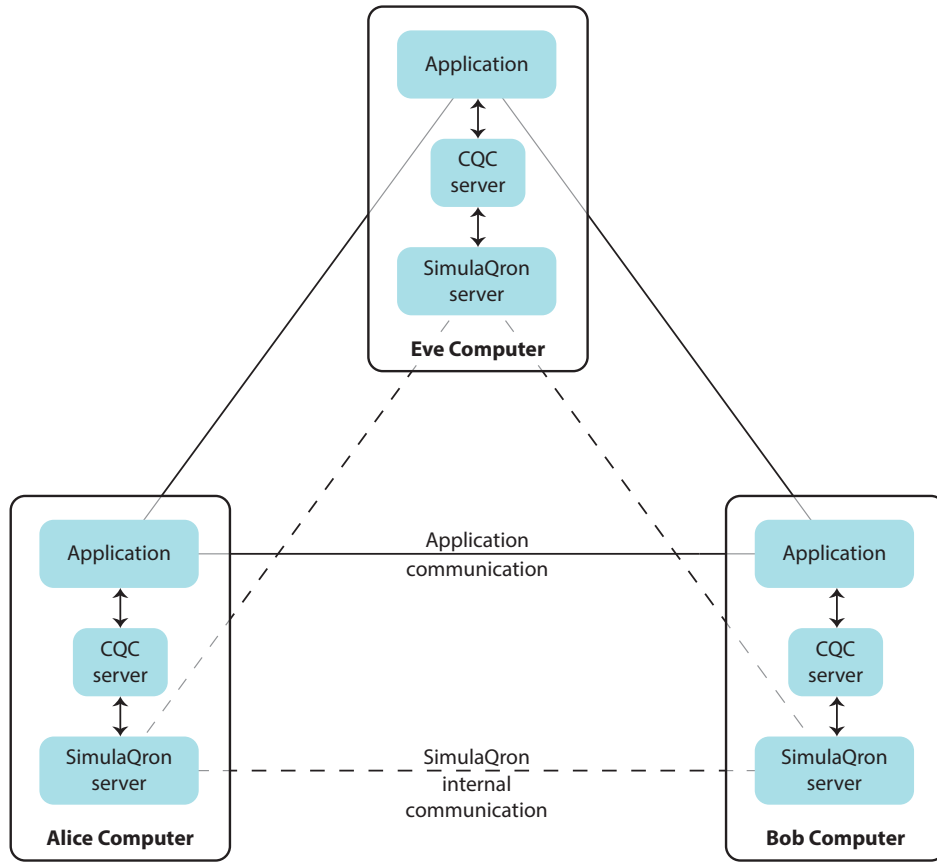 Application
CQC
server
SimulaQron
server
Eve Computer
Application
CQC
server
SimulaQron
server
Alice Computer
Application
communication
SimulaQron
internal
communication
Application
CQC
server
SimulaQron
server
Bob Computer